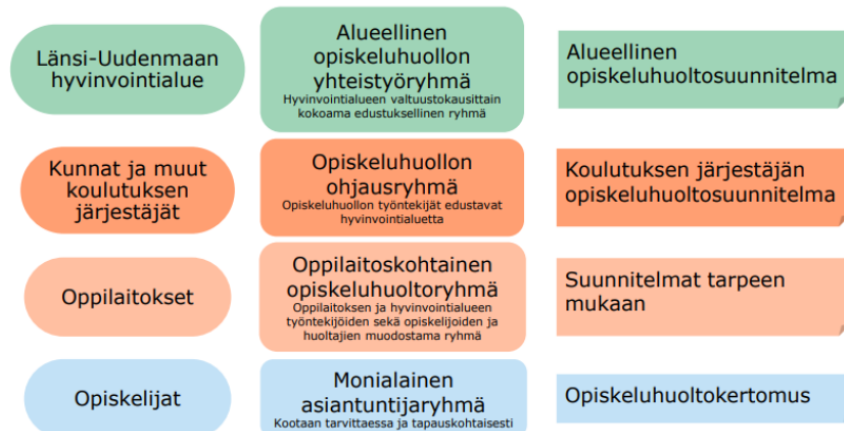 Länsi-Uudenmaan
hyvinvointialue
Alueellinen
opiskeluhuollon
yhteistyöryhmä
Hyvinvointialueen valtuustokausittain
kokoama edustuksellinen ryhmä
Alueellinen
opiskeluhuoltosuunnitelma
Kunnat ja muut
koulutuksen
järjestäjät
Opiskeluhuollon
ohjausryhmä
Opiskeluhuollon työntekijät edustavat
hyvinvointialuetta
Koulutuksen järjestäjän
opiskeluhuoltosuunnitelma
Oppilaitokset
Oppilaitoskohtainen
opiskeluhuoltoryhmä
Oppilaitoksen ja hyvinvointialueen
työntekijöiden sekä opiskelijoiden ja
huoltajien muodostama ryhmä
Suunnitelmat tarpeen
mukaan
Opiskelijat
Monialainen
asiantuntijaryhmä
Kootaan tarvittaessa ja tapauskohtaisesti
Opiskeluhuoltokertomus